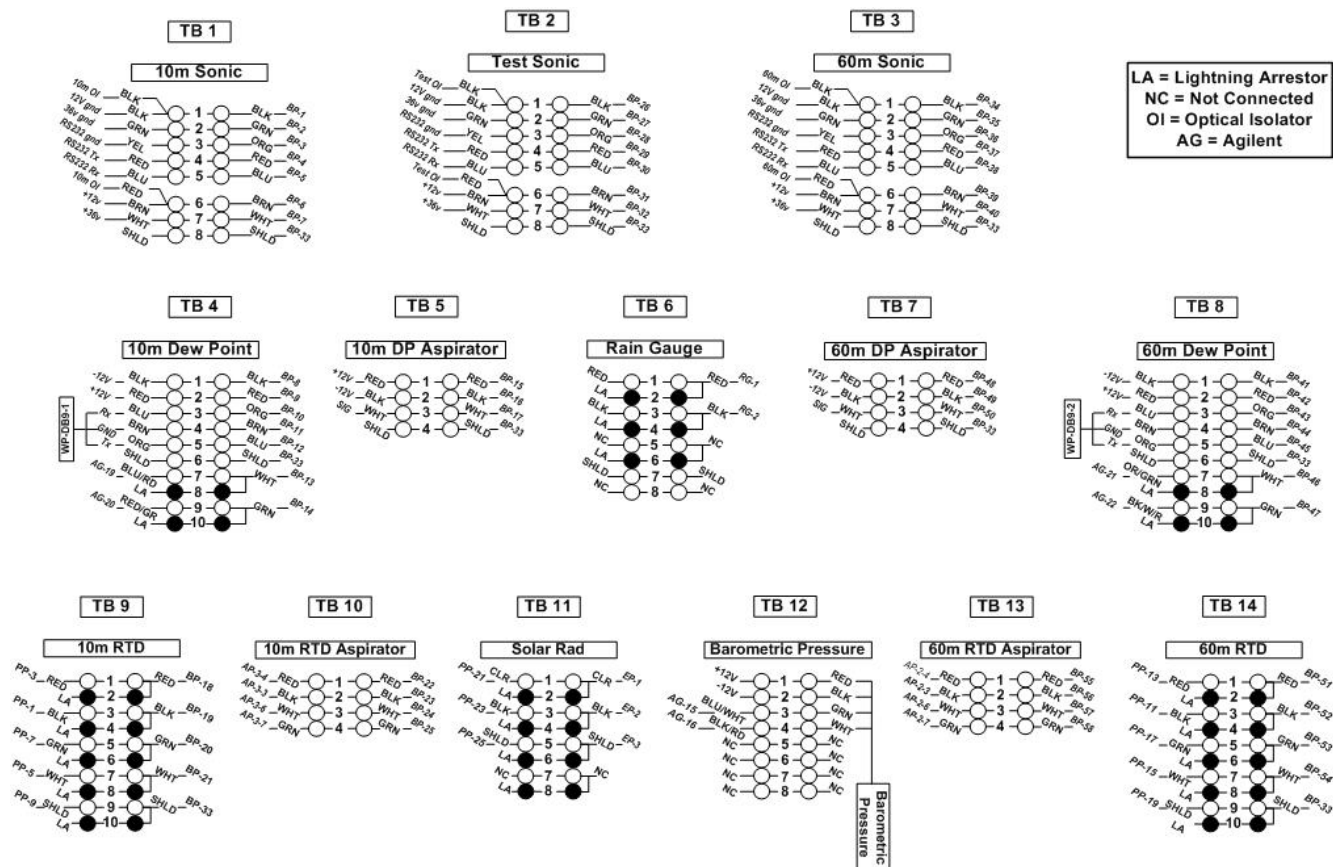 TB 1
TB 2
TB 3
10m Sonic
Test Sonic
60m Sonic
LA = Lightning Arrestor
NC = Not Connected
OI = Optical Isolator
AG = Agilent
10m OI BLK
12V gnd BLK 1 BLK BP-1
36v gnd GRN 2 GRN BP-2
RS232 gnd YEL 3 ORG BP-3
RS232 Tx RED 4 RED BP-4
RS232 Rx BLU 5 BLU BP-5
10m OI RED
+12v BRN 6 BRN BP-6
+36v WHT 7 WHT BP-7
SHLD 8 SHLD BP-33
Test OI BLK
12V gnd BLK 1 BLK BP-26
36v gnd GRN 2 GRN BP-27
RS232 gnd YEL 3 ORG BP-28
RS232 Tx RED 4 RED BP-29
RS232 Rx BLU 5 BLU BP-30
Test OI RED
+12v BRN 6 BRN BP-31
+36v WHT 7 WHT BP-32
SHLD 8 SHLD BP-33
60m OI BLK
12V gnd BLK 1 BLK BP-34
36v gnd GRN 2 GRN BP-35
RS232 gnd YEL 3 ORG BP-36
RS232 Tx RED 4 RED BP-37
RS232 Rx BLU 5 BLU BP-38
60m OI RED
+12v BRN 6 BRN BP-39
+36v WHT 7 WHT BP-40
SHLD 8 SHLD BP-33
TB 4
TB 5
TB 6
TB 7
TB 8
10m Dew Point
10m DP Aspirator
Rain Gauge
60m DP Aspirator
60m Dew Point
WP-DB9-1
-12V BLK 1 BLK BP-8
+12V RED 2 RED BP-9
Rx BLU 3 ORG BP-10
GND BRN 4 BRN BP-11
Tx ORG 5 BLU BP-12
SHLD 6 SHLD BP-33
AG-19 BLU/RD 7 WHT BP-13
LA 8
AG-20 RED/GR 9 GRN BP-14
LA 10
+12V RED 1 RED BP-15
-12V BLK 2 BLK BP-16
SIG WHT 3 WHT BP-17
SHLD 4 SHLD BP-33
RED 1 RED RG-1
LA 2
BLK 3 BLK RG-2
LA 4
NC 5 NC
LA 6
SHLD 7 SHLD
NC 8 NC
+12V RED 1 RED BP-48
-12V BLK 2 BLK BP-49
SIG WHT 3 WHT BP-50
SHLD 4 SHLD BP-33
WP-DB9-2
-12V BLK 1 BLK BP-41
+12V RED 2 RED BP-42
Rx BLU 3 ORG BP-43
GND BRN 4 BRN BP-44
Tx ORG 5 BLU BP-45
SHLD 6 SHLD BP-33
AG-21 OR/GRN 7 WHT BP-46
LA 8
AG-22 BK/W/R 9 GRN BP-47
LA 10
TB 9
TB 10
TB 11
TB 12
TB 13
TB 14
10m RTD
10m RTD Aspirator
Solar Rad
Barometric Pressure
60m RTD Aspirator
60m RTD
PP-3 RED 1 RED BP-18
LA 2
PP-1 BLK 3 BLK BP-19
LA 4
PP-7 GRN 5 GRN BP-20
LA 6
PP-5 WHT 7 WHT BP-21
LA 8
PP-9 SHLD 9 SHLD BP-33
LA 10
AP-3-4 RED 1 RED BP-22
AP-3-3 BLK 2 BLK BP-23
AP-3-6 WHT 3 WHT BP-24
AP-3-7 GRN 4 GRN BP-25
PP-21 CLR 1 CLR EP-1
LA 2
PP-23 BLK 3 BLK EP-2
LA 4
PP-25 SHLD 5 SHLD EP-3
LA 6
NC 7 NC
LA 8
+12V 1 RED
-12V 2 BLK
AG-15 BLU/WHT 3 GRN
AG-16 BLK/RD 4 WHT
NC 5 NC
NC 6 NC
NC 7 NC
NC 8 NC
Barometric
Pressure
AP-2-4 RED 1 RED BP-55
AP-2-3 BLK 2 BLK BP-56
AP-2-6 WHT 3 WHT BP-57
AP-2-7 GRN 4 GRN BP-58
PP-13 RED 1 RED BP-51
LA 2
PP-11 BLK 3 BLK BP-52
LA 4
PP-17 GRN 5 GRN BP-53
LA 6
PP-15 WHT 7 WHT BP-54
LA 8
PP-19 SHLD 9 SHLD BP-33
LA 10